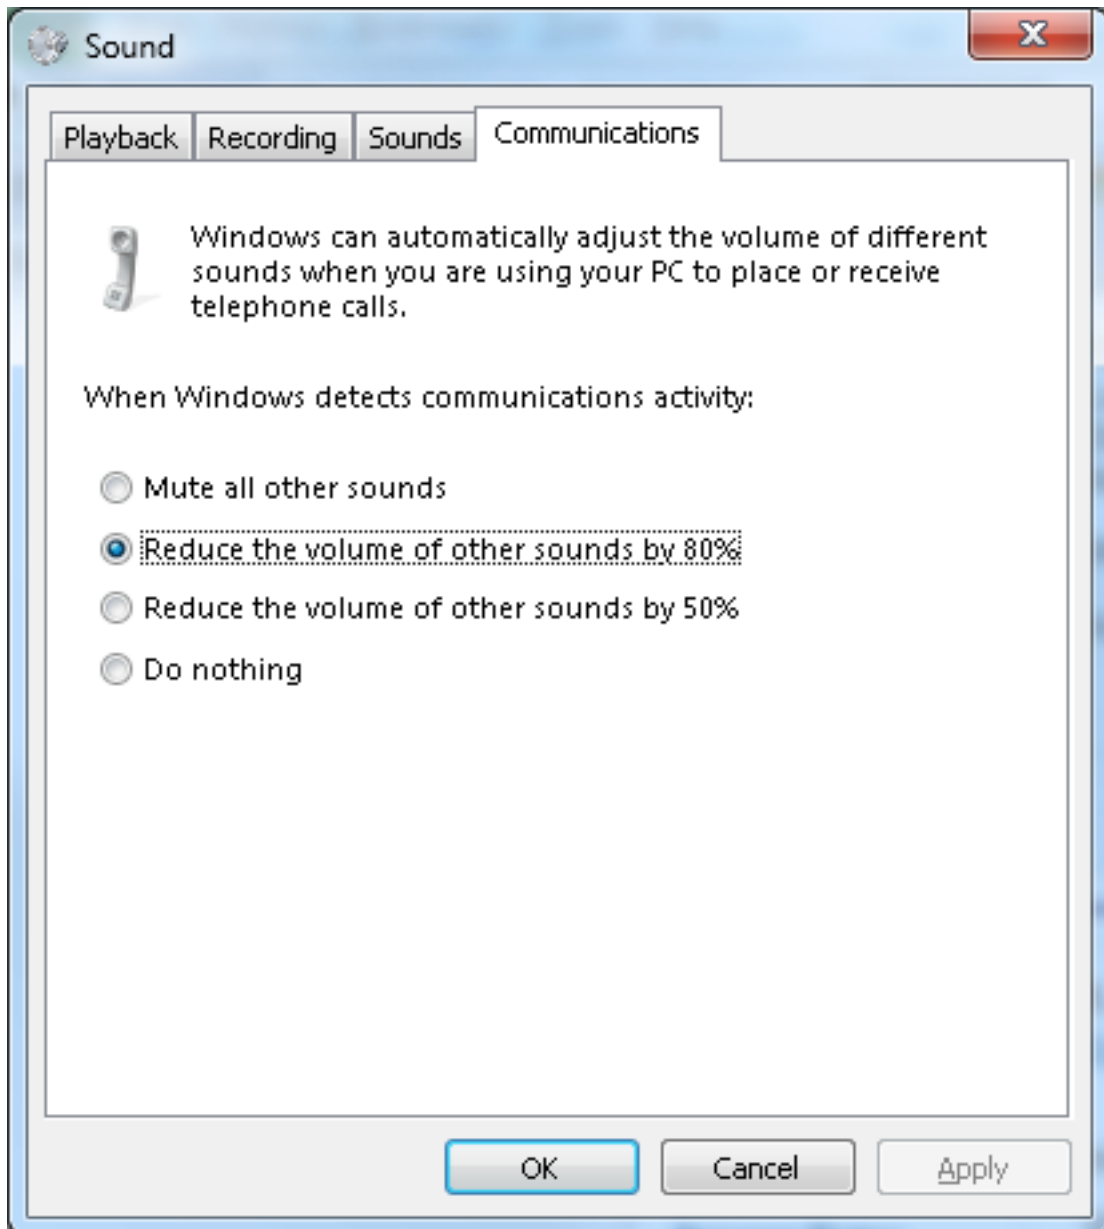 Sound
Playback
Recording
Sounds
Communications
Windows can automatically adjust the volume of different
sounds when you are using your PC to place or receive
telephone calls.
When Windows detects communications activity:
Mute all other sounds
Reduce the volume of other sounds by 80%
Reduce the volume of other sounds by 50%
Do nothing
OK
Cancel
Apply